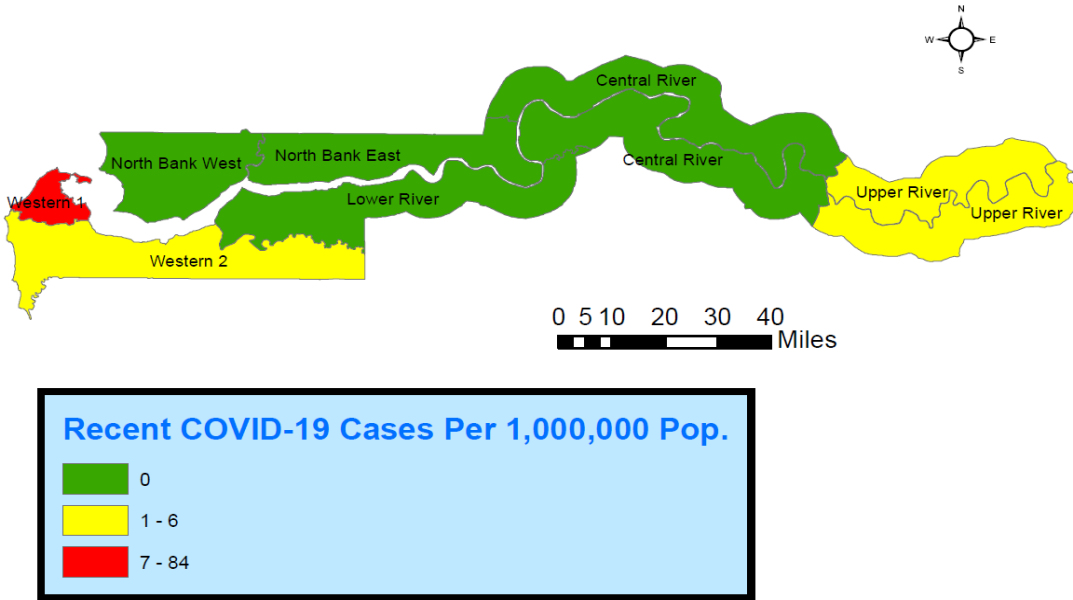 N
W E
S
Central River
North Bank West
North Bank East
Central River
Western 1
Lower River
Upper River
Upper River
Western 2
0 5 10 20 30 40
Miles
Recent COVID-19 Cases Per 1,000,000 Pop.
0
1 - 6
7 - 84